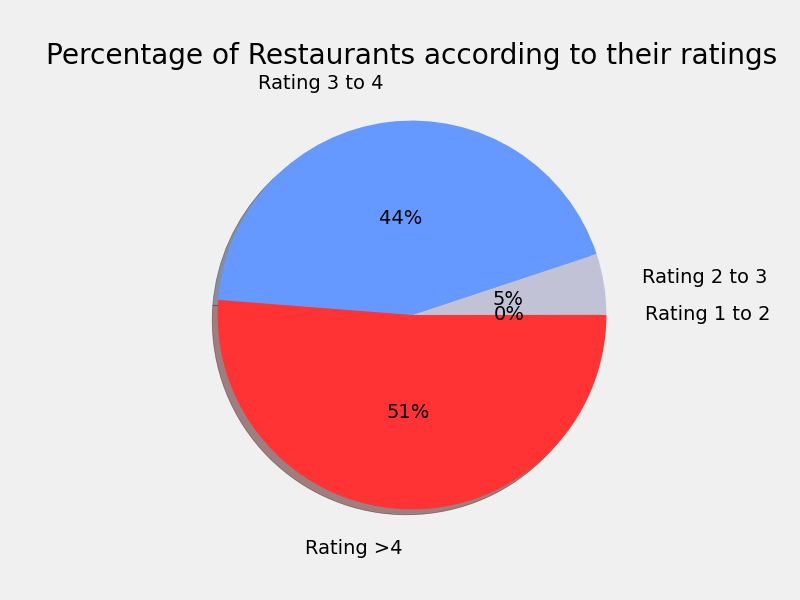 Percentage of Restaurants according to their ratings
Rating 3 to 4
44%
Rating 2 to 3
5%
0%
Rating 1 to 2
51%
Rating >4